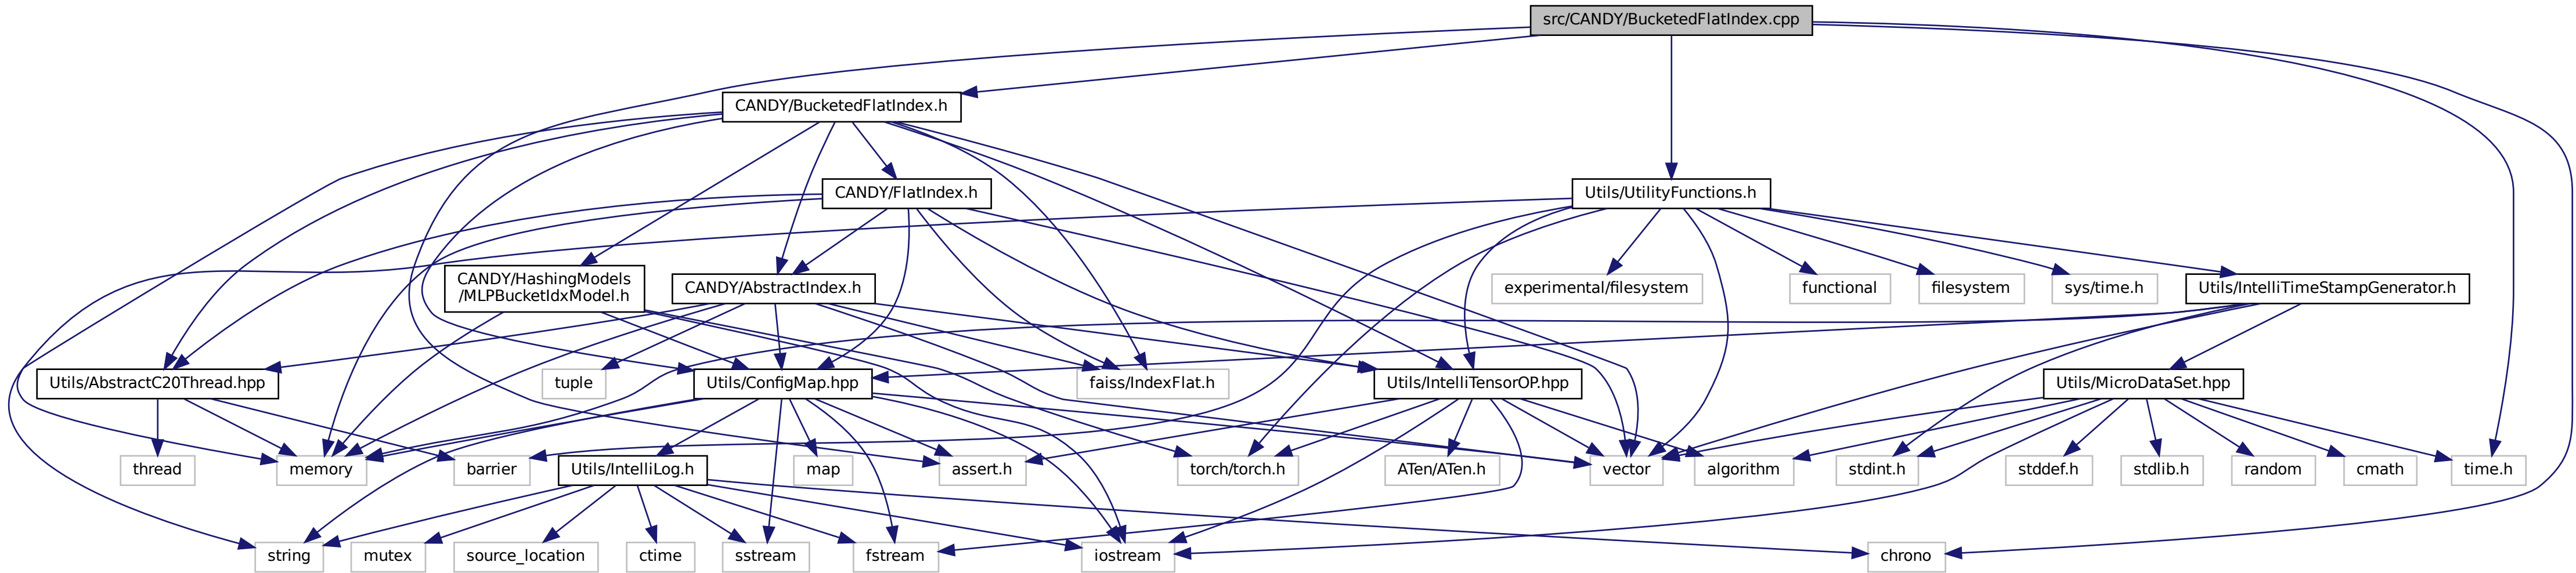 src/CANDY/BucketedFlatIndex.cpp
CANDY/BucketedFlatIndex.h
CANDY/FlatIndex.h
Utils/UtilityFunctions.h
CANDY/HashingModels
/MLPBucketIdxModel.h
CANDY/AbstractIndex.h
experimental/filesystem
functional
filesystem
sys/time.h
Utils/IntelliTimeStampGenerator.h
Utils/AbstractC20Thread.hpp
tuple
Utils/ConfigMap.hpp
faiss/IndexFlat.h
Utils/IntelliTensorOP.hpp
Utils/MicroDataSet.hpp
thread
memory
barrier
Utils/IntelliLog.h
map
assert.h
torch/torch.h
ATen/ATen.h
vector
algorithm
stdint.h
stddef.h
stdlib.h
random
cmath
time.h
string
mutex
source_location
ctime
sstream
fstream
iostream
chrono